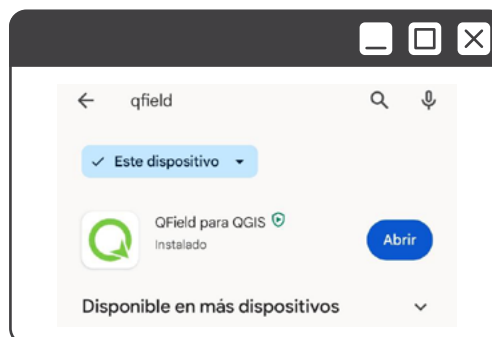 qfield
Este dispositivo
QField para QGIS
Instalado
Abrir
Disponible en más dispositivos